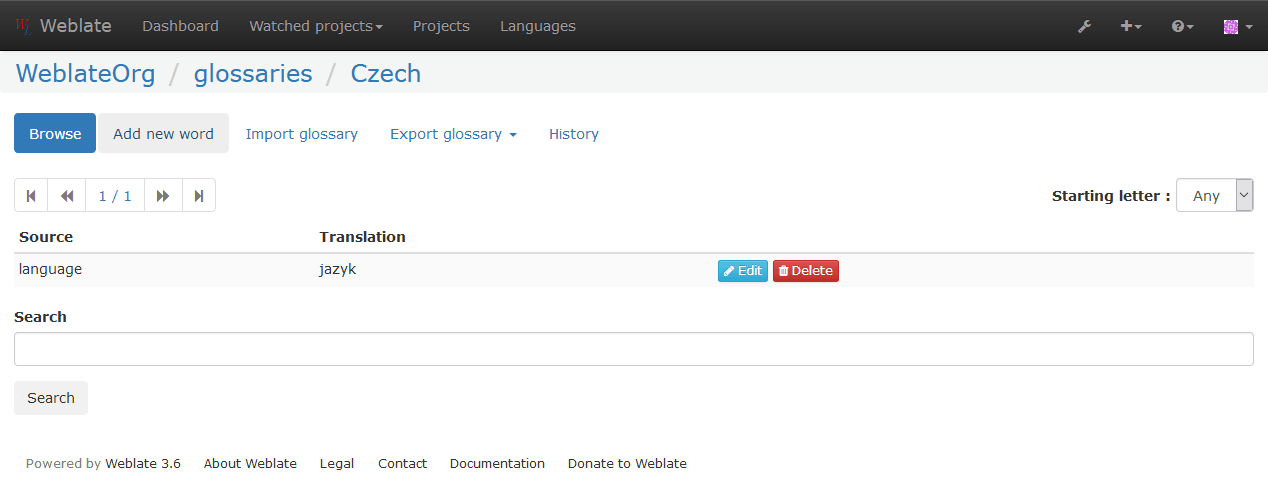 Weblate Dashboard Watched projects Projects Languages
WeblateOrg / glossaries / Czech
Browse Add new word Import glossary Export glossary History
1 / 1 Starting letter : Any
Source Translation
language jazyk Edit Delete
Search
Search
Powered by Weblate 3.6 About Weblate Legal Contact Documentation Donate to Weblate